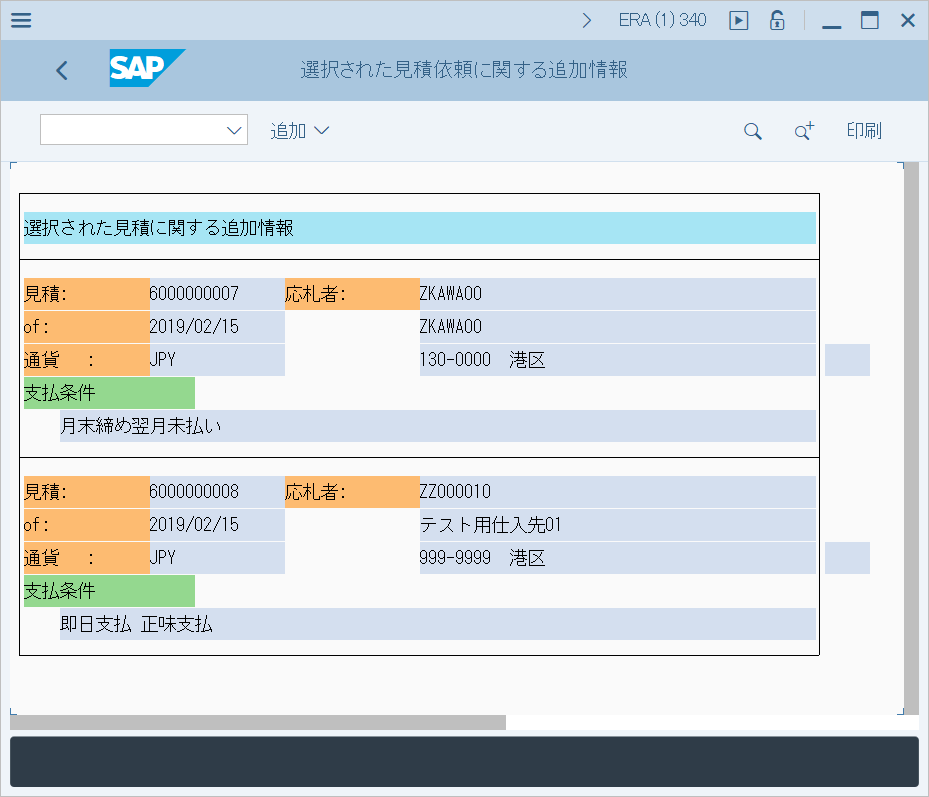 ERA (1) 340
SAP
選択された見積依頼に関する追加情報
追加
印刷
選択された見積に関する追加情報
見積: 6000000007 応札者: ZKAWA00
of: 2019/02/15 ZKAWA00
通貨 : JPY 130-0000 港区
支払条件
月末締め翌月未払い
見積: 6000000008 応札者: ZZ000010
of: 2019/02/15 テスト用仕入先01
通貨 : JPY 999-9999 港区
支払条件
即日支払 正味支払